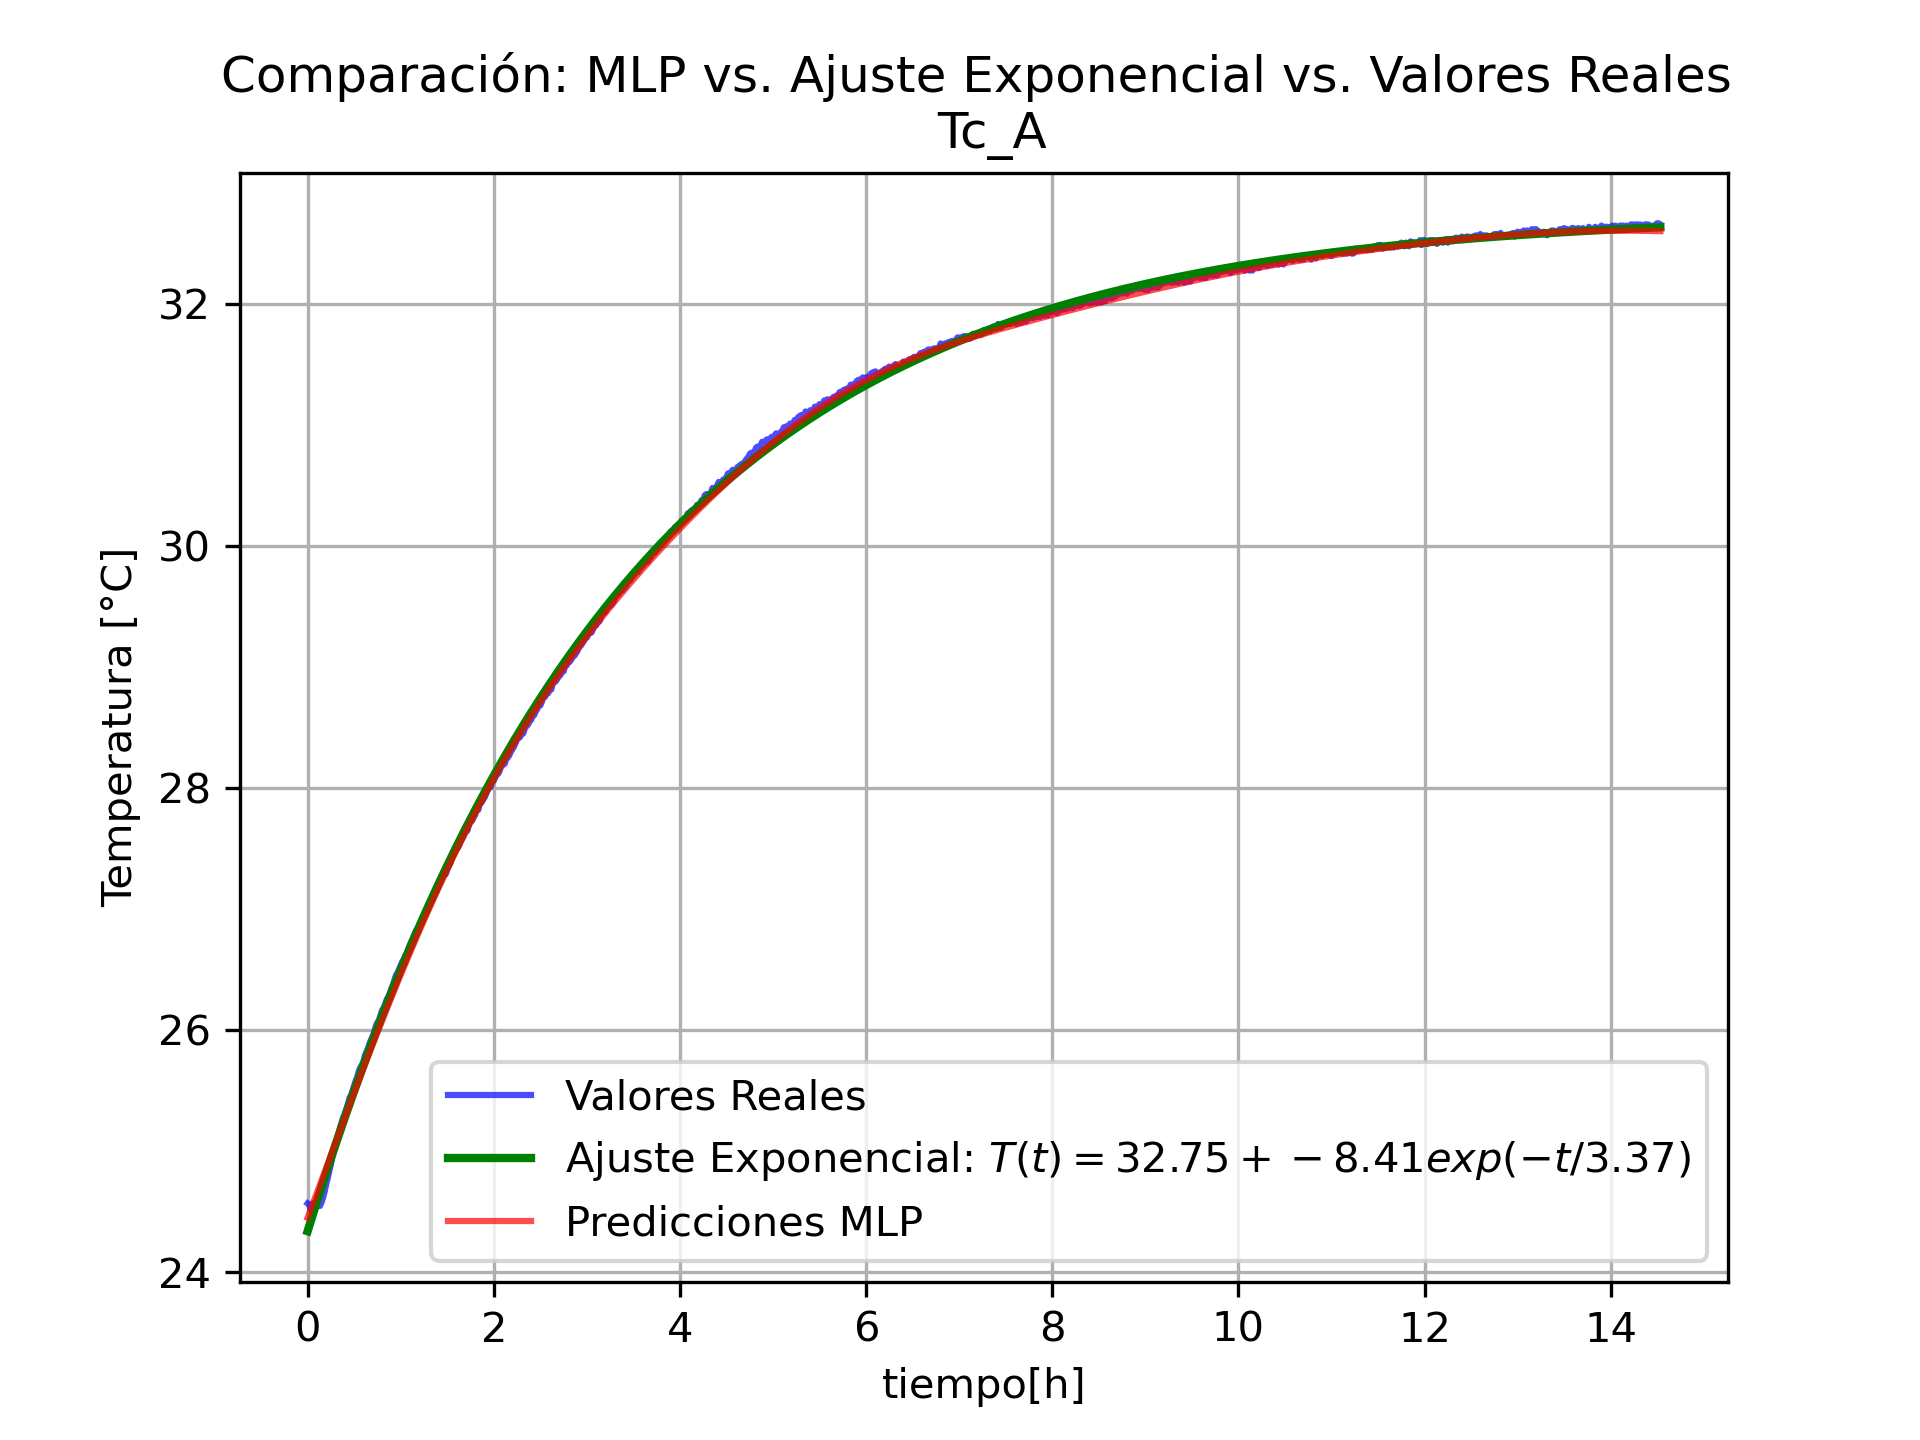 Comparación: MLP vs. Ajuste Exponencial vs. Valores Reales
Tc_A
Temperatura [°C]
32
30
28
26
24
Valores Reales
Ajuste Exponencial: T(t) = 32.75 + − 8.41exp(−t/3.37)
Predicciones MLP
0 2 4 6 8 10 12 14
tiempo[h]